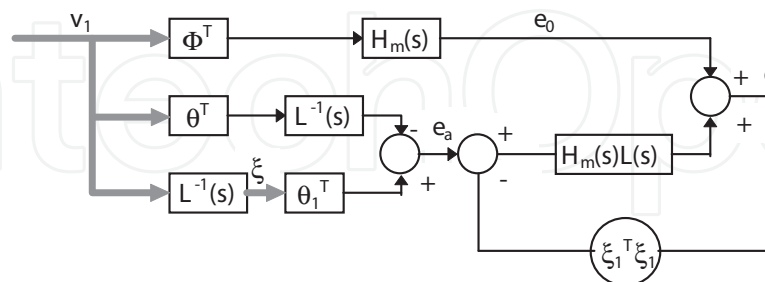 v₁
Φᵀ
Hₘ(s)
e₀
+
+
θᵀ
L⁻¹(s)
-
eₐ
+
+
-
Hₘ(s)L(s)
L⁻¹(s)
ξ
θ₁ᵀ
ξ₁ᵀξ₁